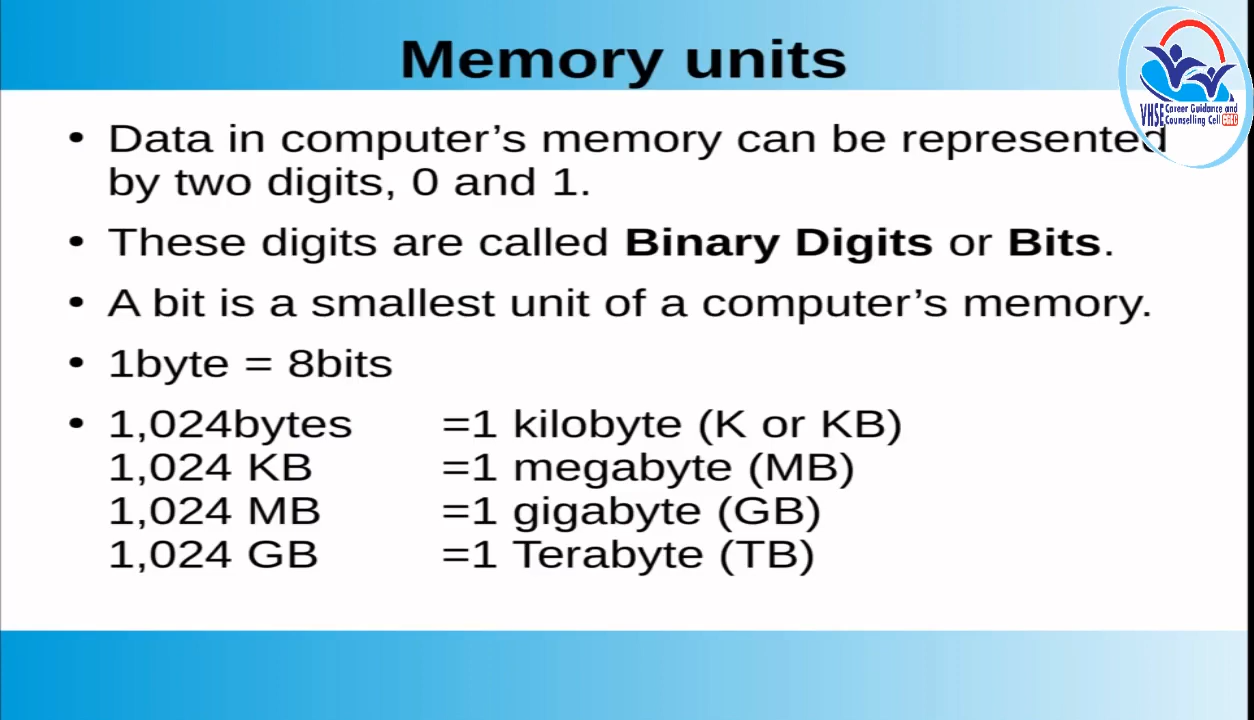 Memory units
VHSE Career Guidance and
Counselling Cell CGCC
• Data in computer’s memory can be represented
by two digits, 0 and 1.
• These digits are called Binary Digits or Bits.
• A bit is a smallest unit of a computer’s memory.
• 1byte = 8bits
• 1,024bytes =1 kilobyte (K or KB)
1,024 KB =1 megabyte (MB)
1,024 MB =1 gigabyte (GB)
1,024 GB =1 Terabyte (TB)